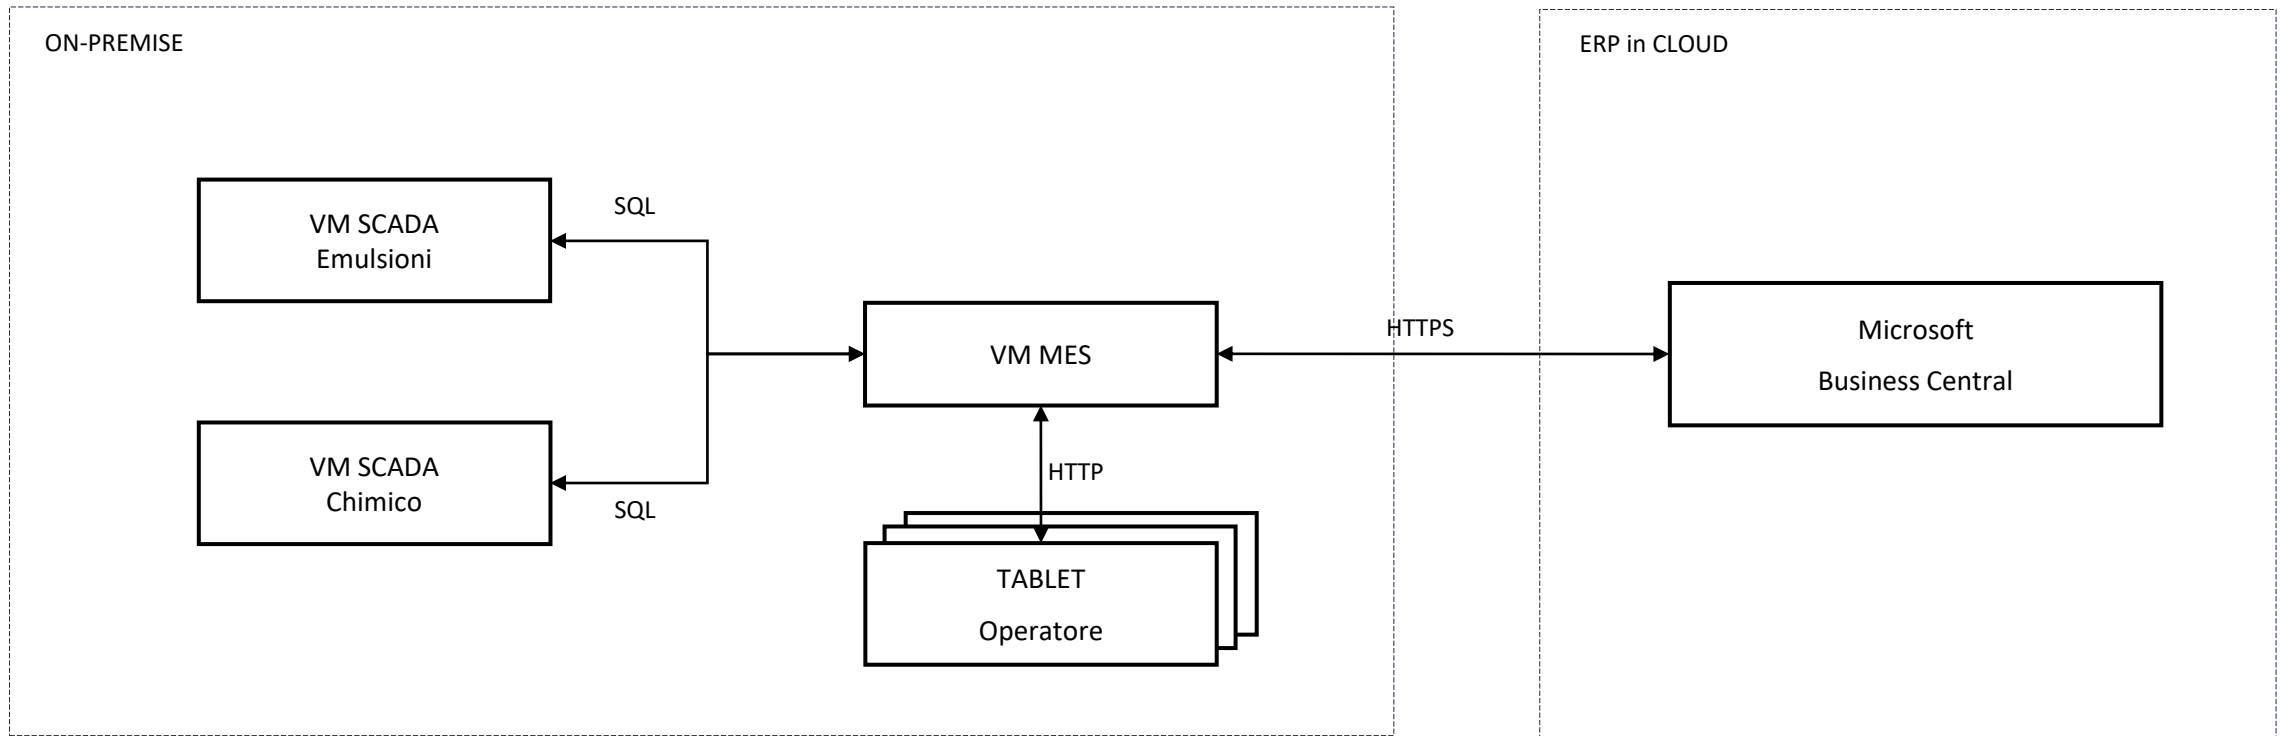 ON-PREMISE
ERP in CLOUD
VM SCADA
Emulsioni
SQL
VM MES
HTTPS
Microsoft
Business Central
VM SCADA
Chimico
SQL
HTTP
TABLET
Operatore